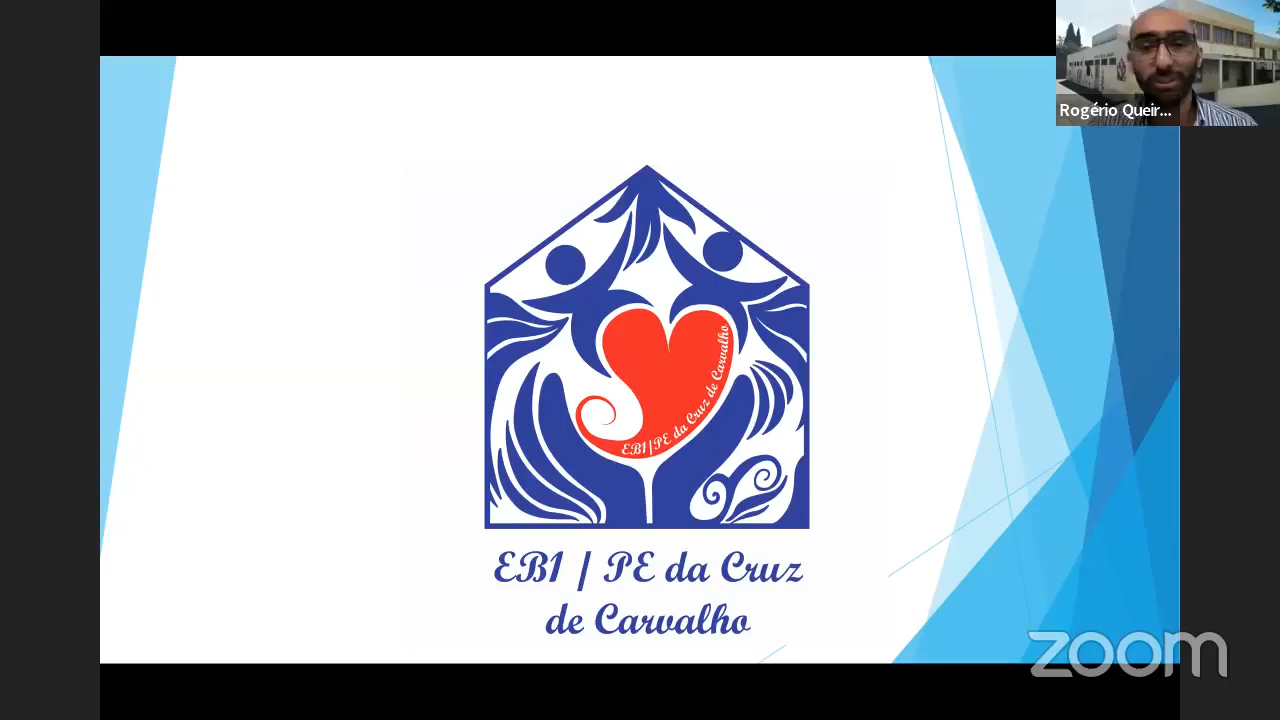 Rogério Queir...
EB1|PE da Cruz de Carvalho
EB1 / PE da Cruz
de Carvalho
zoom